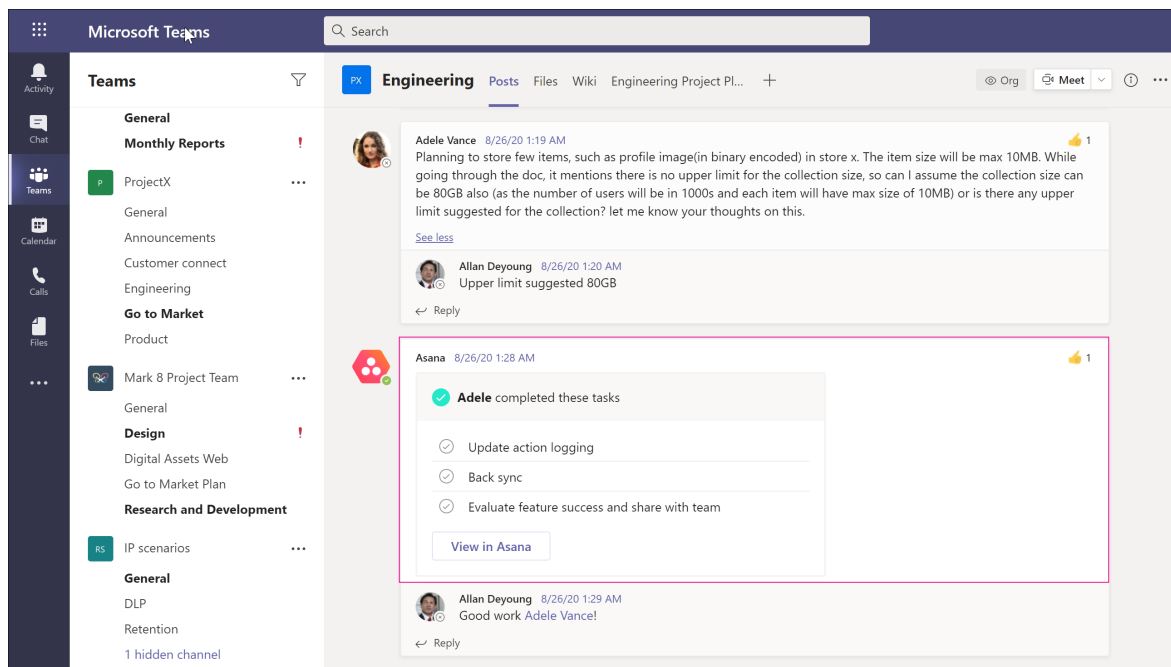 Microsoft Teams
Search
Activity
Chat
Teams
Calendar
Calls
Files
Teams
General
Monthly Reports !
P ProjectX
General
Announcements
Customer connect
Engineering
Go to Market
Product
Mark 8 Project Team
General
Design !
Digital Assets Web
Go to Market Plan
Research and Development
RS IP scenarios
General
DLP
Retention
1 hidden channel
PX Engineering Posts Files Wiki Engineering Project Pl... Org Meet
Adele Vance 8/26/20 1:19 AM 1
Planning to store few items, such as profile image(in binary encoded) in store x. The item size will be max 10MB. While
going through the doc, it mentions there is no upper limit for the collection size, so can I assume the collection size can
be 80GB also (as the number of users will be in 1000s and each item will have max size of 10MB) or is there any upper
limit suggested for the collection? let me know your thoughts on this.
See less
Allan Deyoung 8/26/20 1:20 AM
Upper limit suggested 80GB
Reply
Asana 8/26/20 1:28 AM 1
Adele completed these tasks
Update action logging
Back sync
Evaluate feature success and share with team
View in Asana
Allan Deyoung 8/26/20 1:29 AM
Good work Adele Vance!
Reply